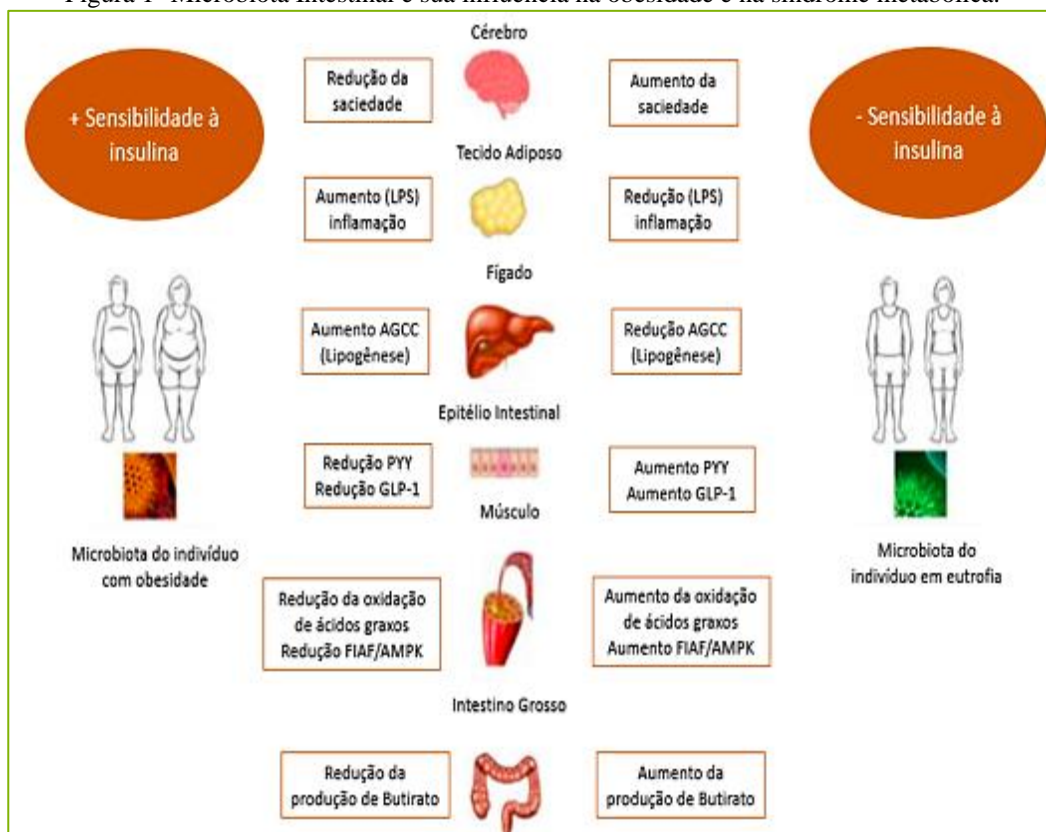 Figura 1- Microbiota Intestinal e sua influência na obesidade e na síndrome metabólica.
Cérebro
+ Sensibilidade à
insulina
Redução da
saciedade
Aumento da
saciedade
- Sensibilidade à
insulina
Tecido Adiposo
Aumento (LPS)
inflamação
Redução (LPS)
inflamação
Fígado
Aumento AGCC
(Lipogênese)
Redução AGCC
(Lipogênese)
Epitélio Intestinal
Redução PYY
Redução GLP-1
Aumento PYY
Aumento GLP-1
Músculo
Microbiota do indivíduo
com obesidade
Microbiota do
indivíduo em eutrofia
Redução da oxidação
de ácidos graxos
Redução FIAF/AMPK
Aumento da oxidação
de ácidos graxos
Aumento FIAF/AMPK
Intestino Grosso
Redução da
produção de Butirato
Aumento da
produção de Butirato